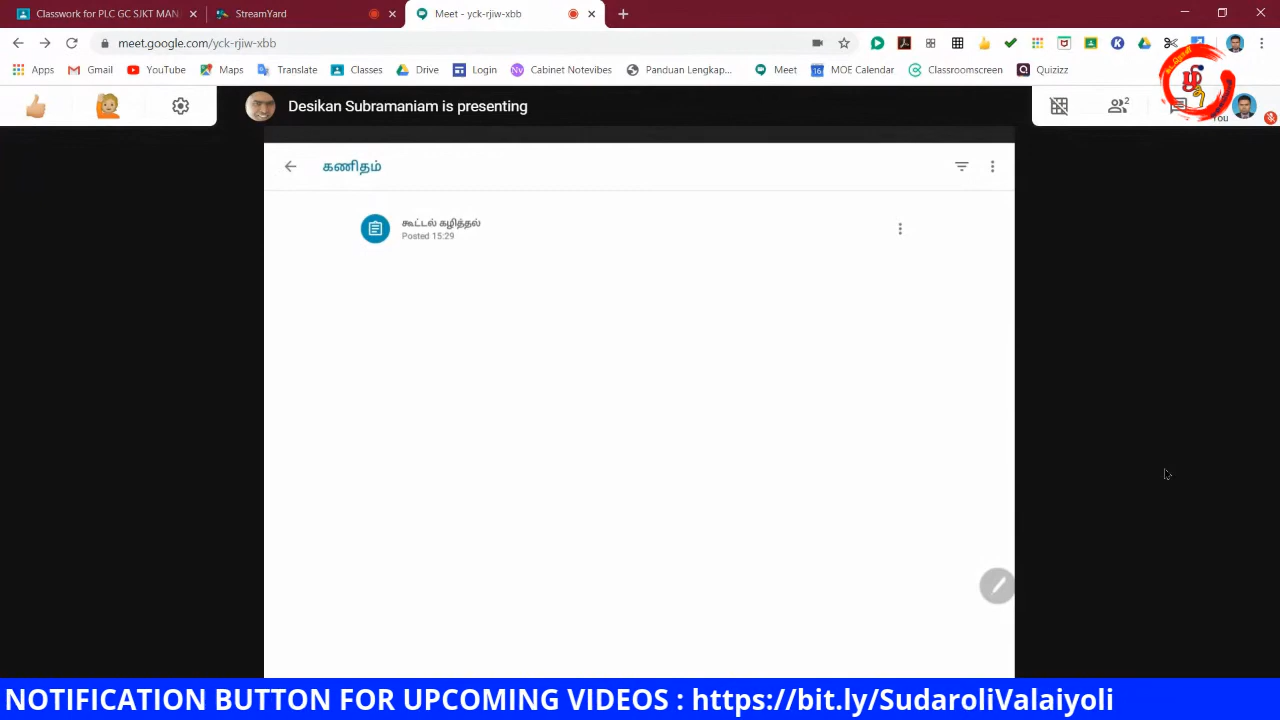 Classwork for PLC GC SJKT MAN
StreamYard
Meet - yck-rjiw-xbb
meet.google.com/yck-rjiw-xbb
Apps
Gmail
YouTube
Maps
Translate
Classes
Drive
Login
Cabinet Notevibes
Panduan Lengkap...
Meet
MOE Calendar
Classroomscreen
Quizizz
Desikan Subramaniam is presenting
2
You
கணிதம்
கூட்டல் கழித்தல்
Posted 15:29
NOTIFICATION BUTTON FOR UPCOMING VIDEOS : https://bit.ly/SudaroliValaiyoli